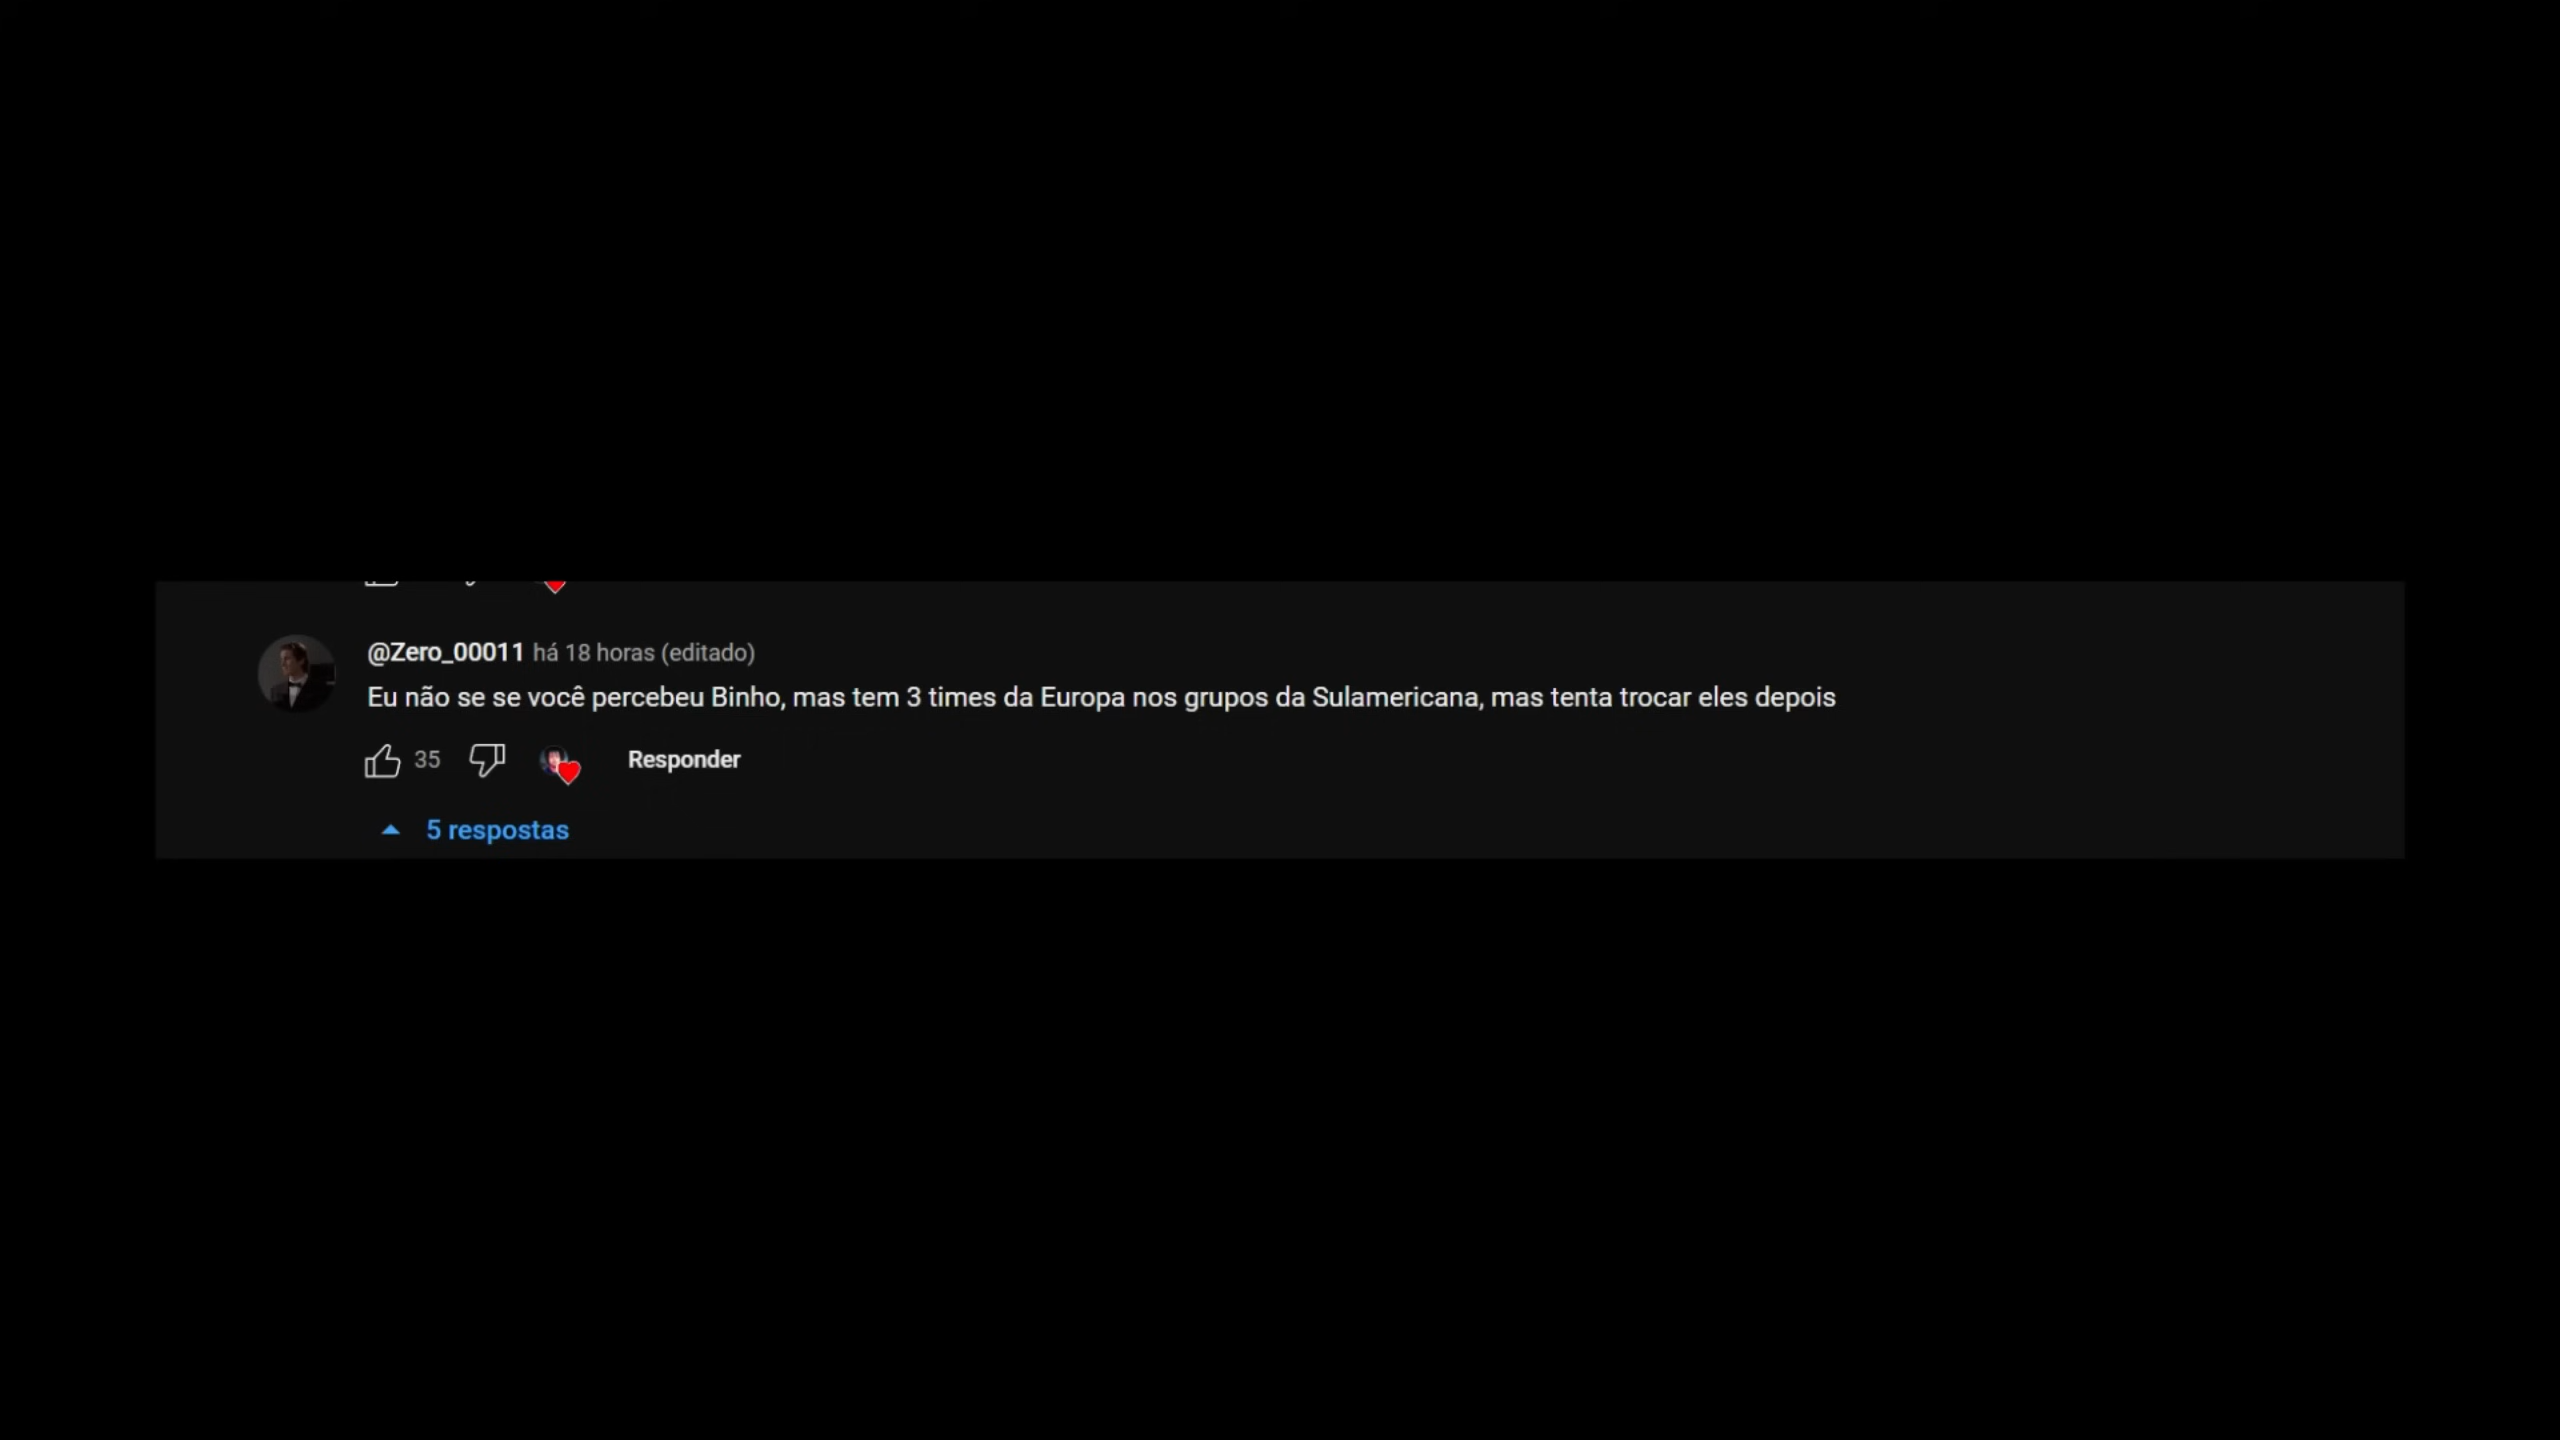 @Zero_00011 há 18 horas (editado)
Eu não se se você percebeu Binho, mas tem 3 times da Europa nos grupos da Sulamericana, mas tenta trocar eles depois
35 Responder
5 respostas